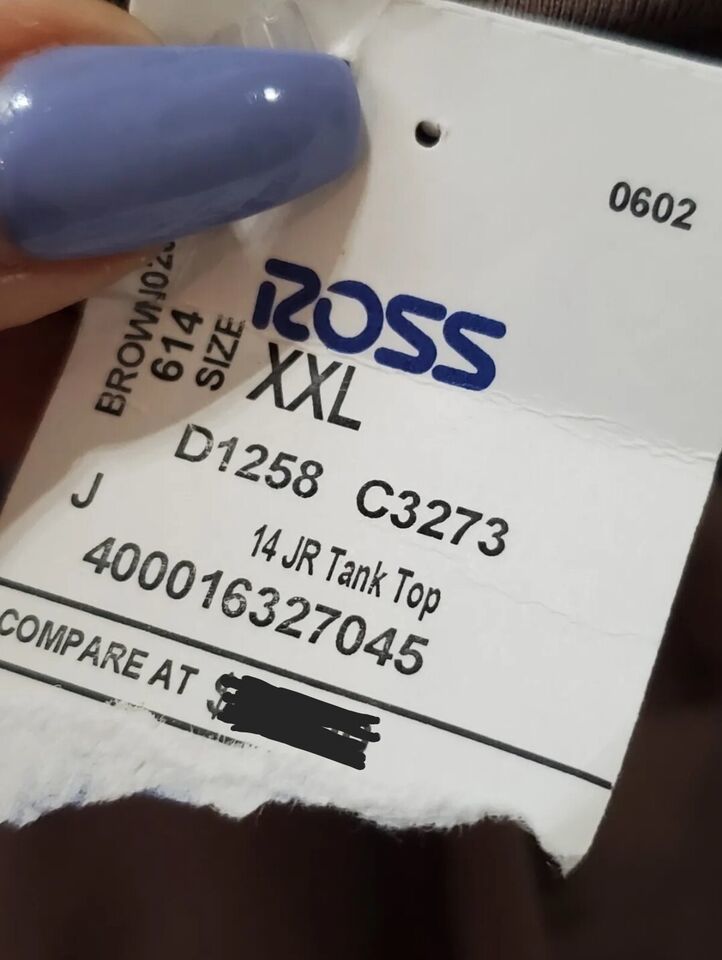 0602
ROSS
BROWN
614
SIZE
XXL
D1258 C3273
J
14 JR Tank Top
400016327045
COMPARE AT $